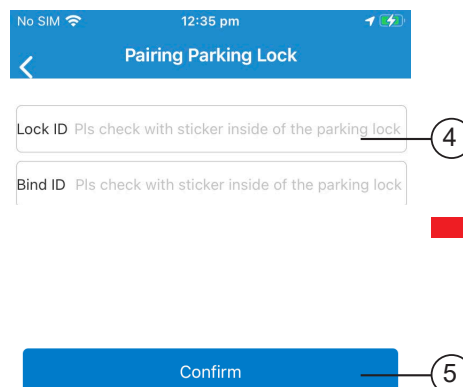 No SIM 12:35 pm
Pairing Parking Lock
Lock ID Pls check with sticker inside of the parking lock
4
Bind ID Pls check with sticker inside of the parking lock
Confirm
5